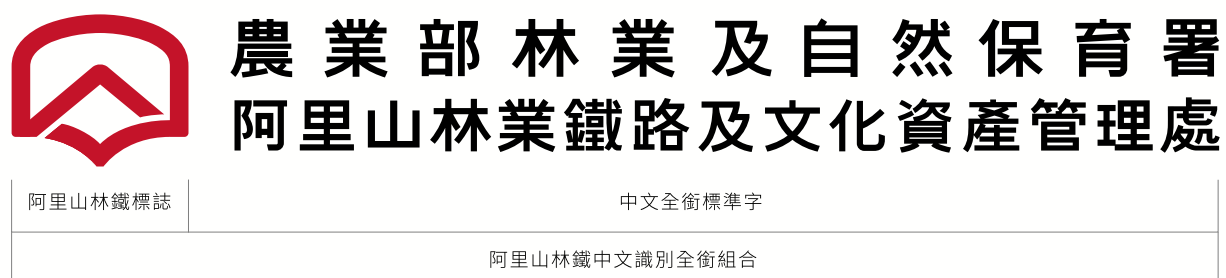 農業部林業及自然保育署
阿里山林業鐵路及文化資產管理處
阿里山林鐵標誌
中文全銜標準字
阿里山林鐵中文識別全銜組合